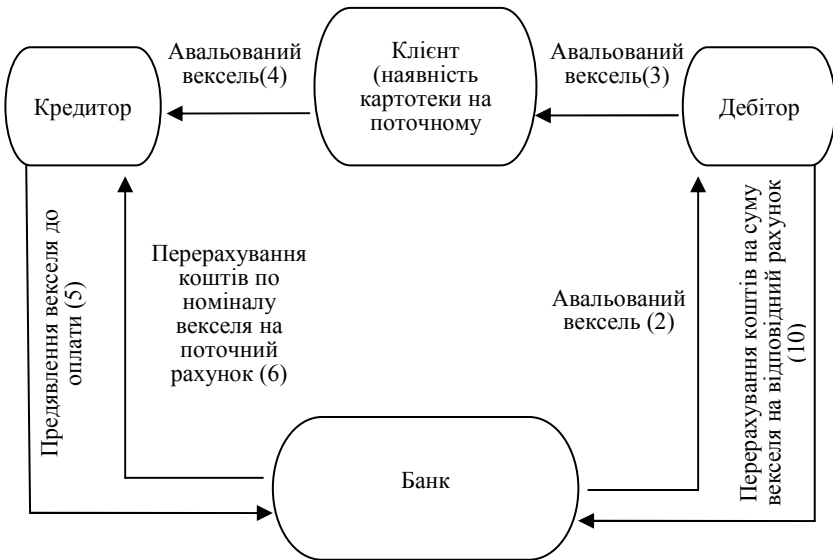 Авальований
вексель(4)
Клієнт
(наявність
картотеки на
поточному
Авальований
вексель(3)
Кредитор
Дебітор
Предявлення векселя до
оплати (5)
Перерахування
коштів по
номіналу
векселя на
поточний
рахунок (6)
Авальований
вексель (2)
Перерахування коштів на суму
векселя на відповідний рахунок
(10)
Банк